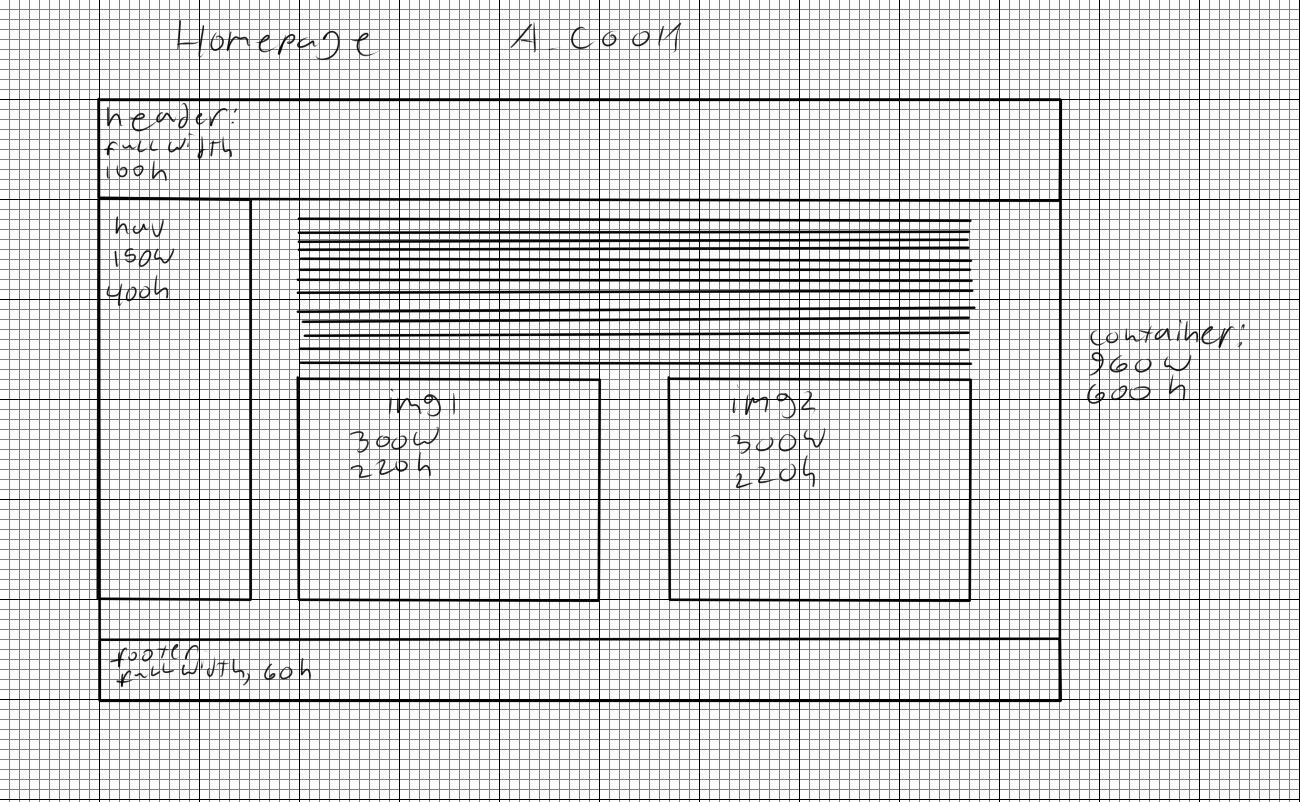 Homepage A_Cook
header:
full width
100h
nav
150w
400h
img1
300w
220h
img2
300w
220h
container:
960w
600h
footer
full width, 60h